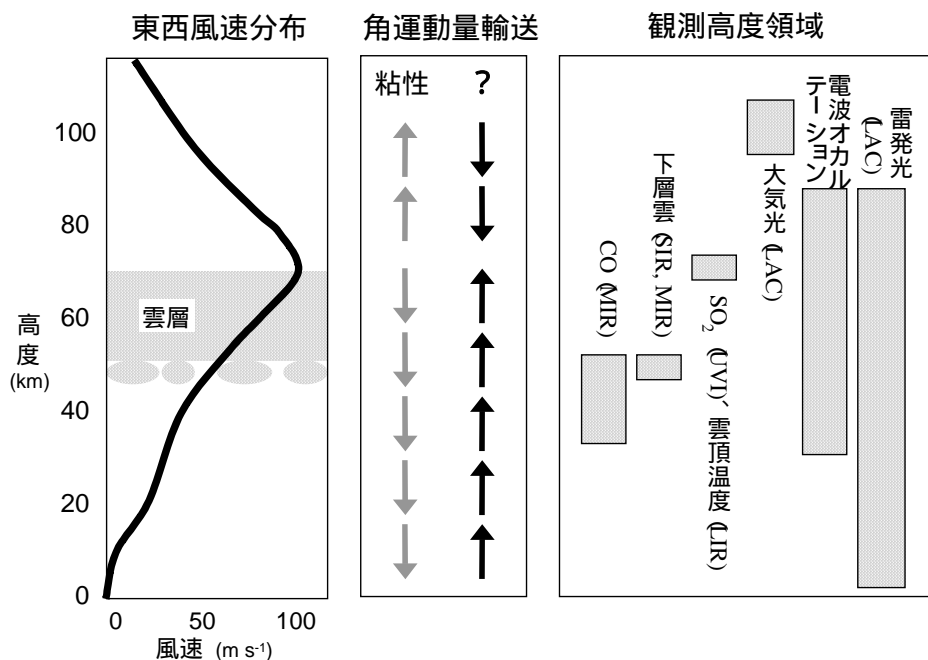 東西風速分布
角運動量輸送
観測高度領域
高度
(km)
100
80
60
40
20
0
雲層
0 50 100
風速 (m s-1)
粘性
?
CO (MIR)
下層雲 (SIR, MIR)
SO2 (UVI)、雲頂温度 (LIR)
大気光 (LAC)
電波オカル
テーション
雷発光
(LAC)